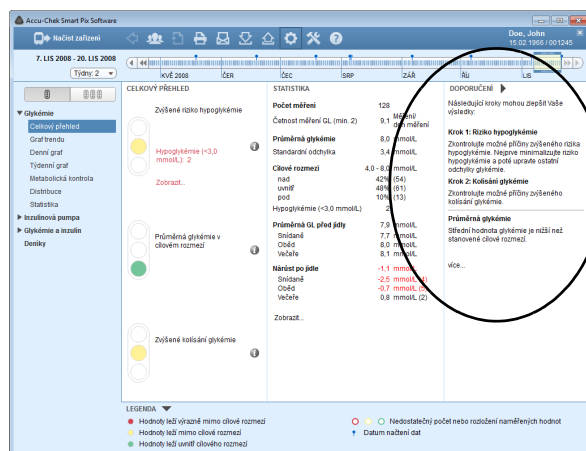 Accu-Chek Smart Pix Software
Načíst zařízení
Doe, John
15.02.1966 / 001245
7. LIS 2008 - 20. LIS 2008
Týdny: 2
KVĚ 2008
ČER
ČEC
SRP
ZÁŘ
ŘÍJ
LIS
Glykémie
Celkový přehled
Graf trendu
Denní graf
Týdenní graf
Metabolická kontrola
Distribuce
Statistika
Inzulínová pumpa
Glykémie a inzulín
Deníky
CELKOVÝ PŘEHLED
Zvýšené riziko hypoglykémie
Hypoglykémie (<3,0
mmol/L): 2
Zobrazit...
Průměrná glykémie v
cílovém rozmezí
Zvýšené kolísání glykémie
STATISTIKA
Počet měření 128
Četnost měření GL (min. 2) 9,1 Měření/
den měření
Průměrná glykémie 8,0 mmol/L
Standardní odchylka 3,4 mmol/L
Cílové rozmezí 4,0 - 8,0 mmol/L
nad 42% (54)
uvnitř 48% (61)
pod 10% (13)
Hypoglykémie (<3,0 mmol/L) 2
Průměrná GL před jídly 7,9 mmol/L
Snídaně 7,7 mmol/L
Oběd 8,0 mmol/L
Večeře 8,1 mmol/L
Nárůst po jídle -1,1 mmol/L
Snídaně -2,5 mmol/L (4)
Oběd -0,7 mmol/L
Večeře 0,8 mmol/L (2)
Zobrazit...
DOPORUČENÍ
Následující kroky mohou zlepšit Vaše
výsledky:
Krok 1: Riziko hypoglykémie
Zkontrolujte možné příčiny zvýšeného rizika
hypoglykémie. Nejprve minimalizujte riziko
hypoglykémie a poté upravte ostatní
odchylky glykémie.
Krok 2: Kolísání glykémie
Zkontrolujte možné příčiny zvýšeného
kolísání glykémie.
Průměrná glykémie
Střední hodnota glykémie je nižší než
stanovené cílové rozmezí.
více...
LEGENDA
Hodnoty leží výrazně mimo cílové rozmezí
Hodnoty leží mimo cílové rozmezí
Hodnoty leží uvnitř cílového rozmezí
Nedostatečný počet nebo rozložení naměřených hodnot
Datum načtení dat